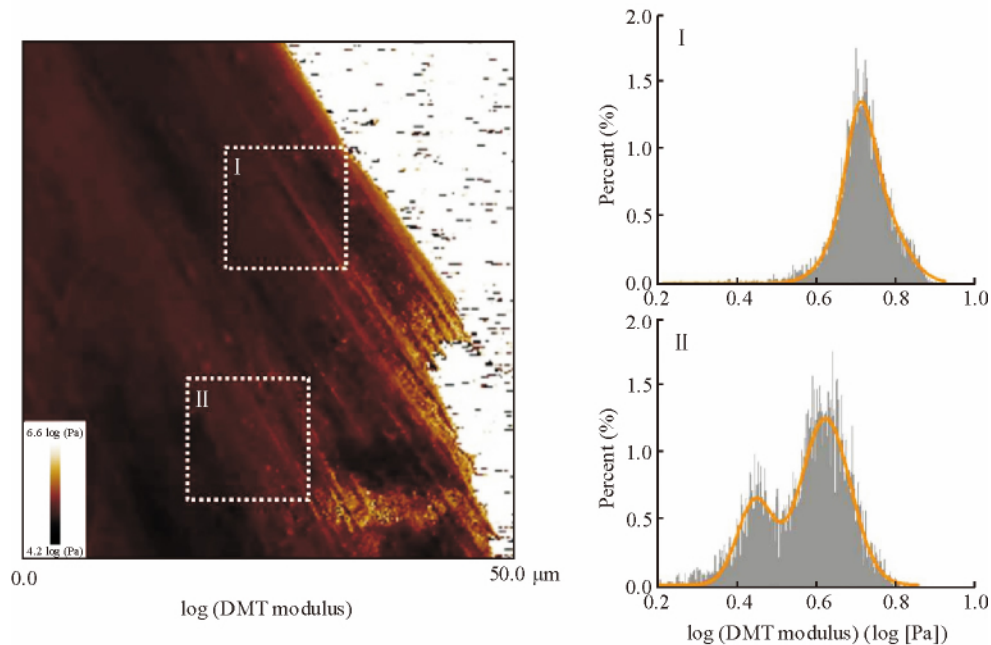 I
II
6.6 log (Pa)
4.2 log (Pa)
0.0
50.0 μm
log (DMT modulus)
I
2.0
1.5
1.0
0.5
0.0
Percent (%)
0.2 0.4 0.6 0.8 1.0
II
2.0
1.5
1.0
0.5
0.0
Percent (%)
0.2 0.4 0.6 0.8 1.0
log (DMT modulus) (log [Pa])